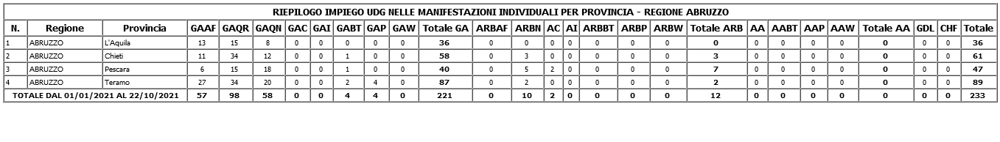 RIEPILOGO IMPIEGO UDG NELLE MANIFESTAZIONI INDIVIDUALI PER PROVINCIA - REGIONE ABRUZZO
N. Regione Provincia GAAF GAQR GAQN GAC GAI GABT GAP GAW Totale GA ARBAF ARBN AC AI ARBBT ARBP ARBW Totale ARB AA AABT AAP AAW Totale AA GDL CHF Totale
1 ABRUZZO L'Aquila 13 15 8 0 0 0 0 0 36 0 0 0 0 0 0 0 0 0 0 0 0 0 0 0 36
2 ABRUZZO Chieti 11 34 12 0 0 1 0 0 58 0 3 0 0 0 0 0 3 0 0 0 0 0 0 0 61
3 ABRUZZO Pescara 6 15 18 0 0 1 0 0 40 0 5 2 0 0 0 0 7 0 0 0 0 0 0 0 47
4 ABRUZZO Teramo 27 34 20 0 0 2 4 0 87 0 2 0 0 0 0 0 2 0 0 0 0 0 0 0 89
TOTALE DAL 01/01/2021 AL 22/10/2021 57 98 58 0 0 4 4 0 221 0 10 2 0 0 0 0 12 0 0 0 0 0 0 0 233